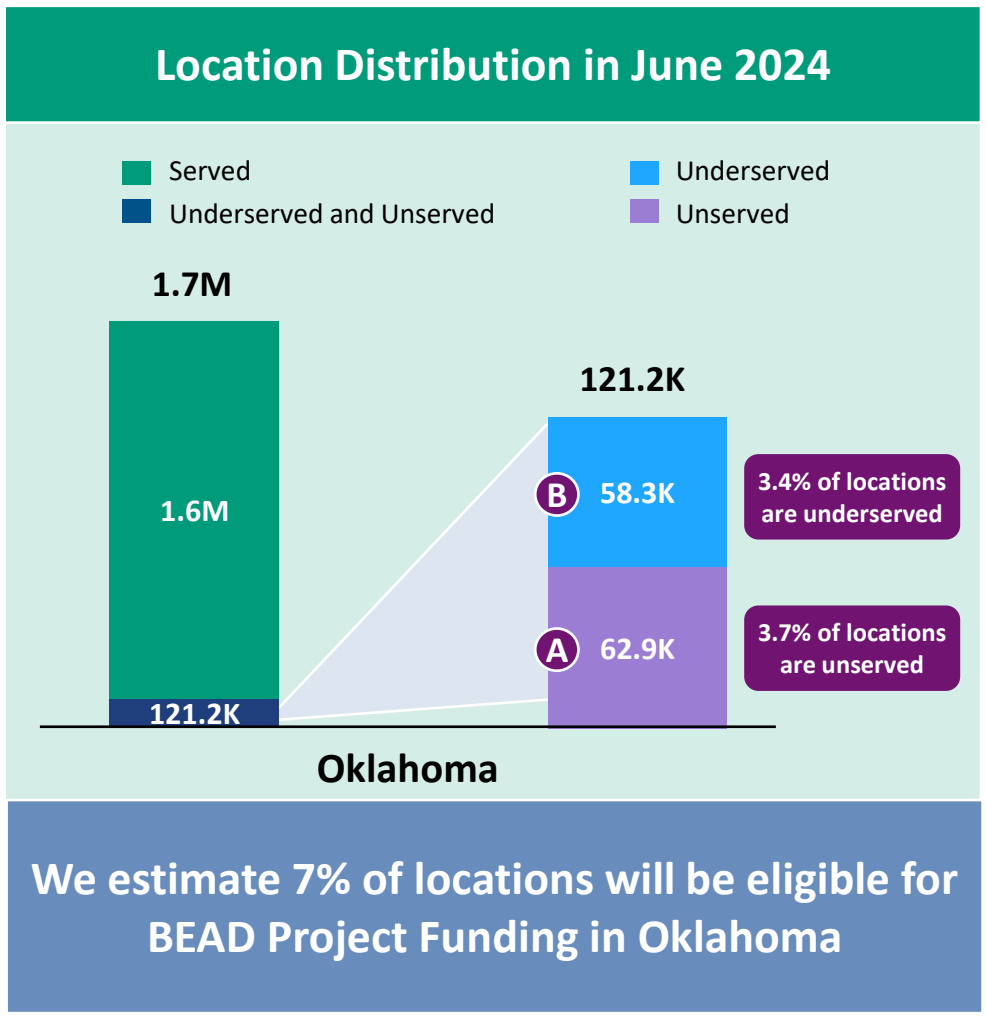 Location Distribution in June 2024
Served
Underserved
Underserved and Unserved
Unserved
1.7M
121.2K
1.6M
B
58.3K
3.4% of locations
are underserved
A
62.9K
3.7% of locations
are unserved
121.2K
Oklahoma
We estimate 7% of locations will be eligible for
BEAD Project Funding in Oklahoma